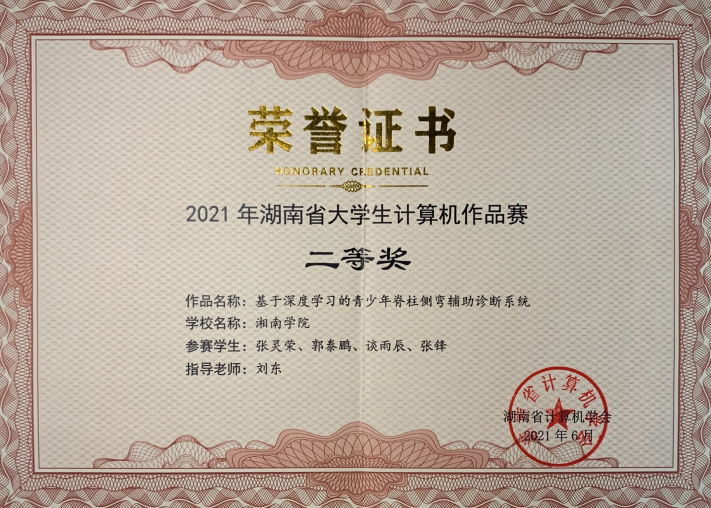 荣誉证书
HONORARY CREDENTIAL
2021 年湖南省大学生计算机作品赛
二等奖
作品名称：基于深度学习的青少年脊柱侧弯辅助诊断系统
学校名称：湘南学院
参赛学生：张灵荣、郭泰鹏、谈雨辰、张锋
指导老师：刘东
湖南省计算机学会
2021 年 6 月